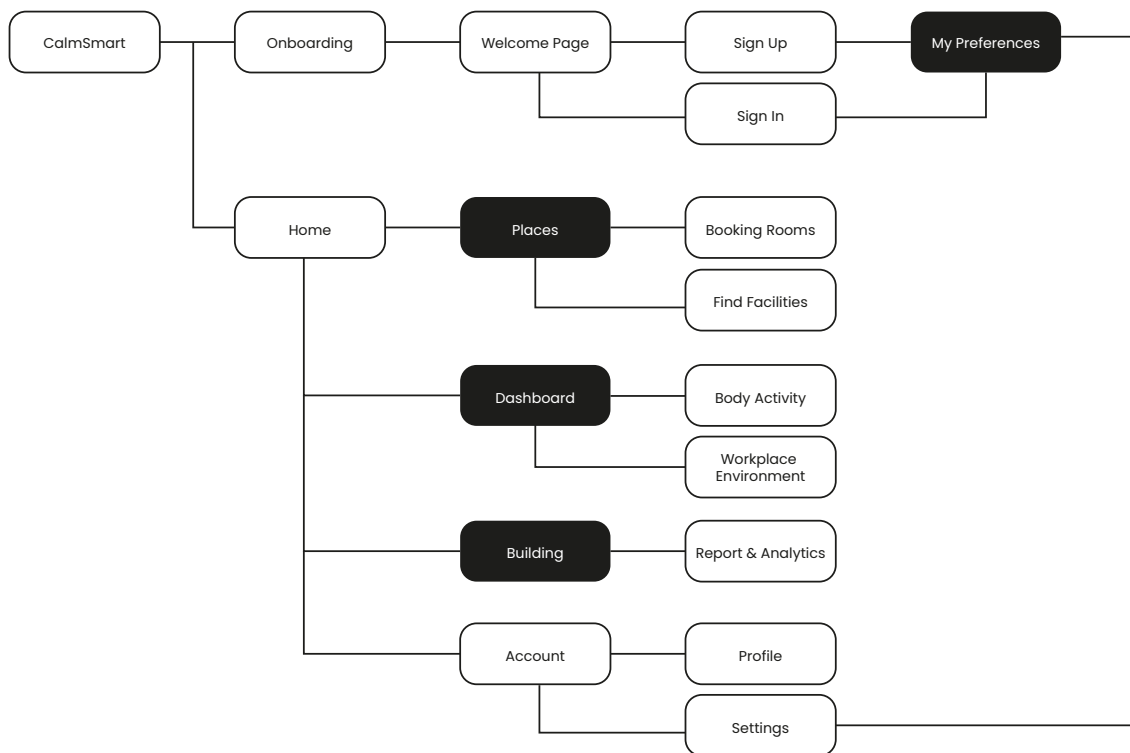 CalmSmart
Onboarding
Welcome Page
Sign Up
My Preferences
Sign In
Home
Places
Booking Rooms
Find Facilities
Dashboard
Body Activity
Workplace
Environment
Building
Report & Analytics
Account
Profile
Settings